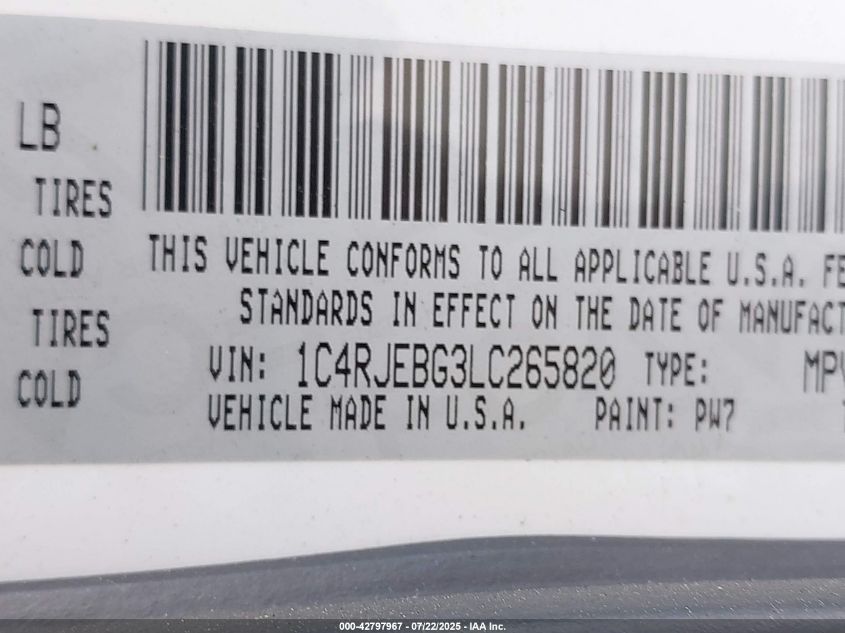 LB
TIRES
COLD
TIRES
COLD
THIS VEHICLE CONFORMS TO ALL APPLICABLE U.S.A. FE
STANDARDS IN EFFECT ON THE DATE OF MANUFACT
VIN: 1C4RJEBG3LC265820 TYPE: MPV
VEHICLE MADE IN U.S.A. PAINT: PW7
000-42797967 - 07/22/2025 - IAA Inc.